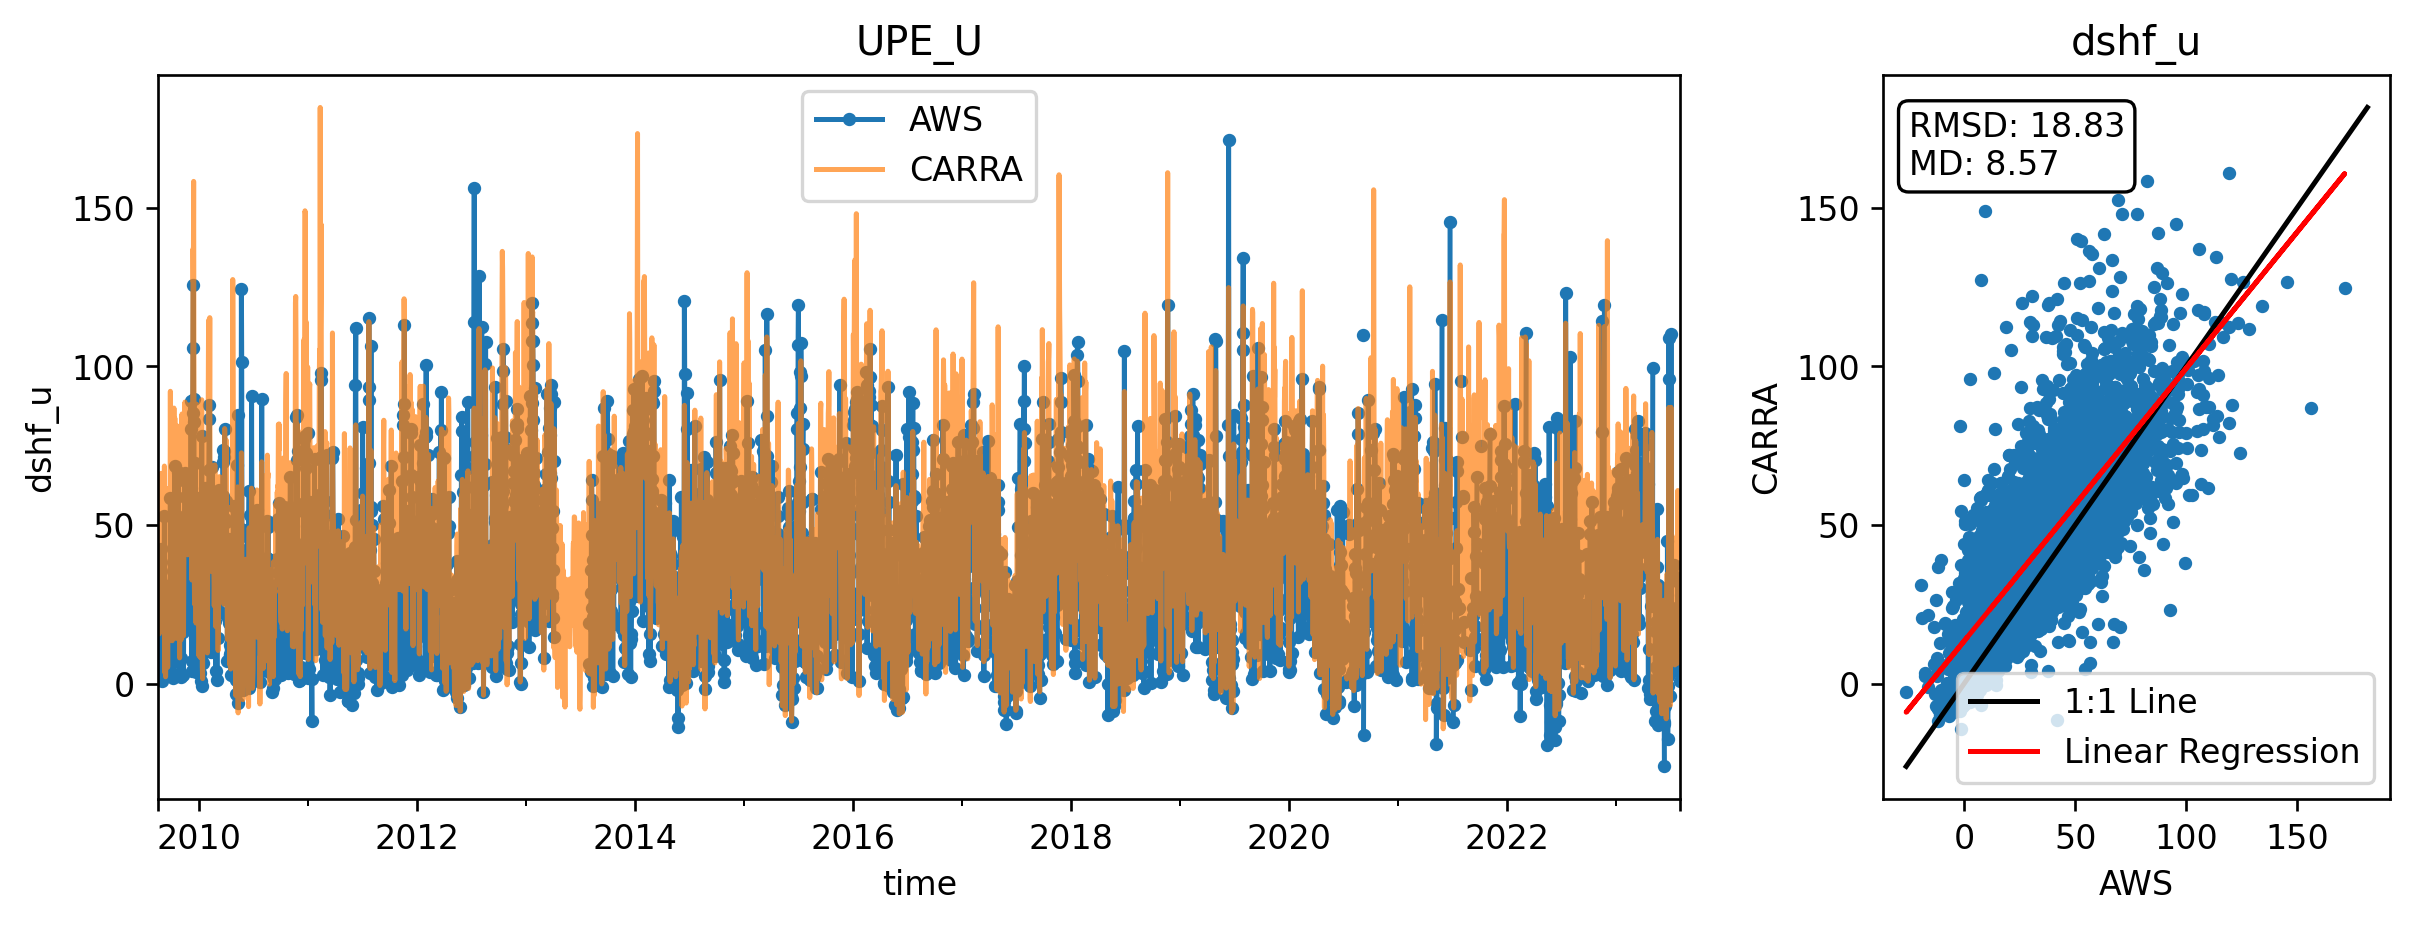 UPE_U
dshf_u
150
100
50
0
AWS
CARRA
2010
2012
2014
2016
2018
2020
2022
time
dshf_u
RMSD: 18.83
MD: 8.57
CARRA
150
100
50
0
1:1 Line
Linear Regression
0
50
100
150
AWS